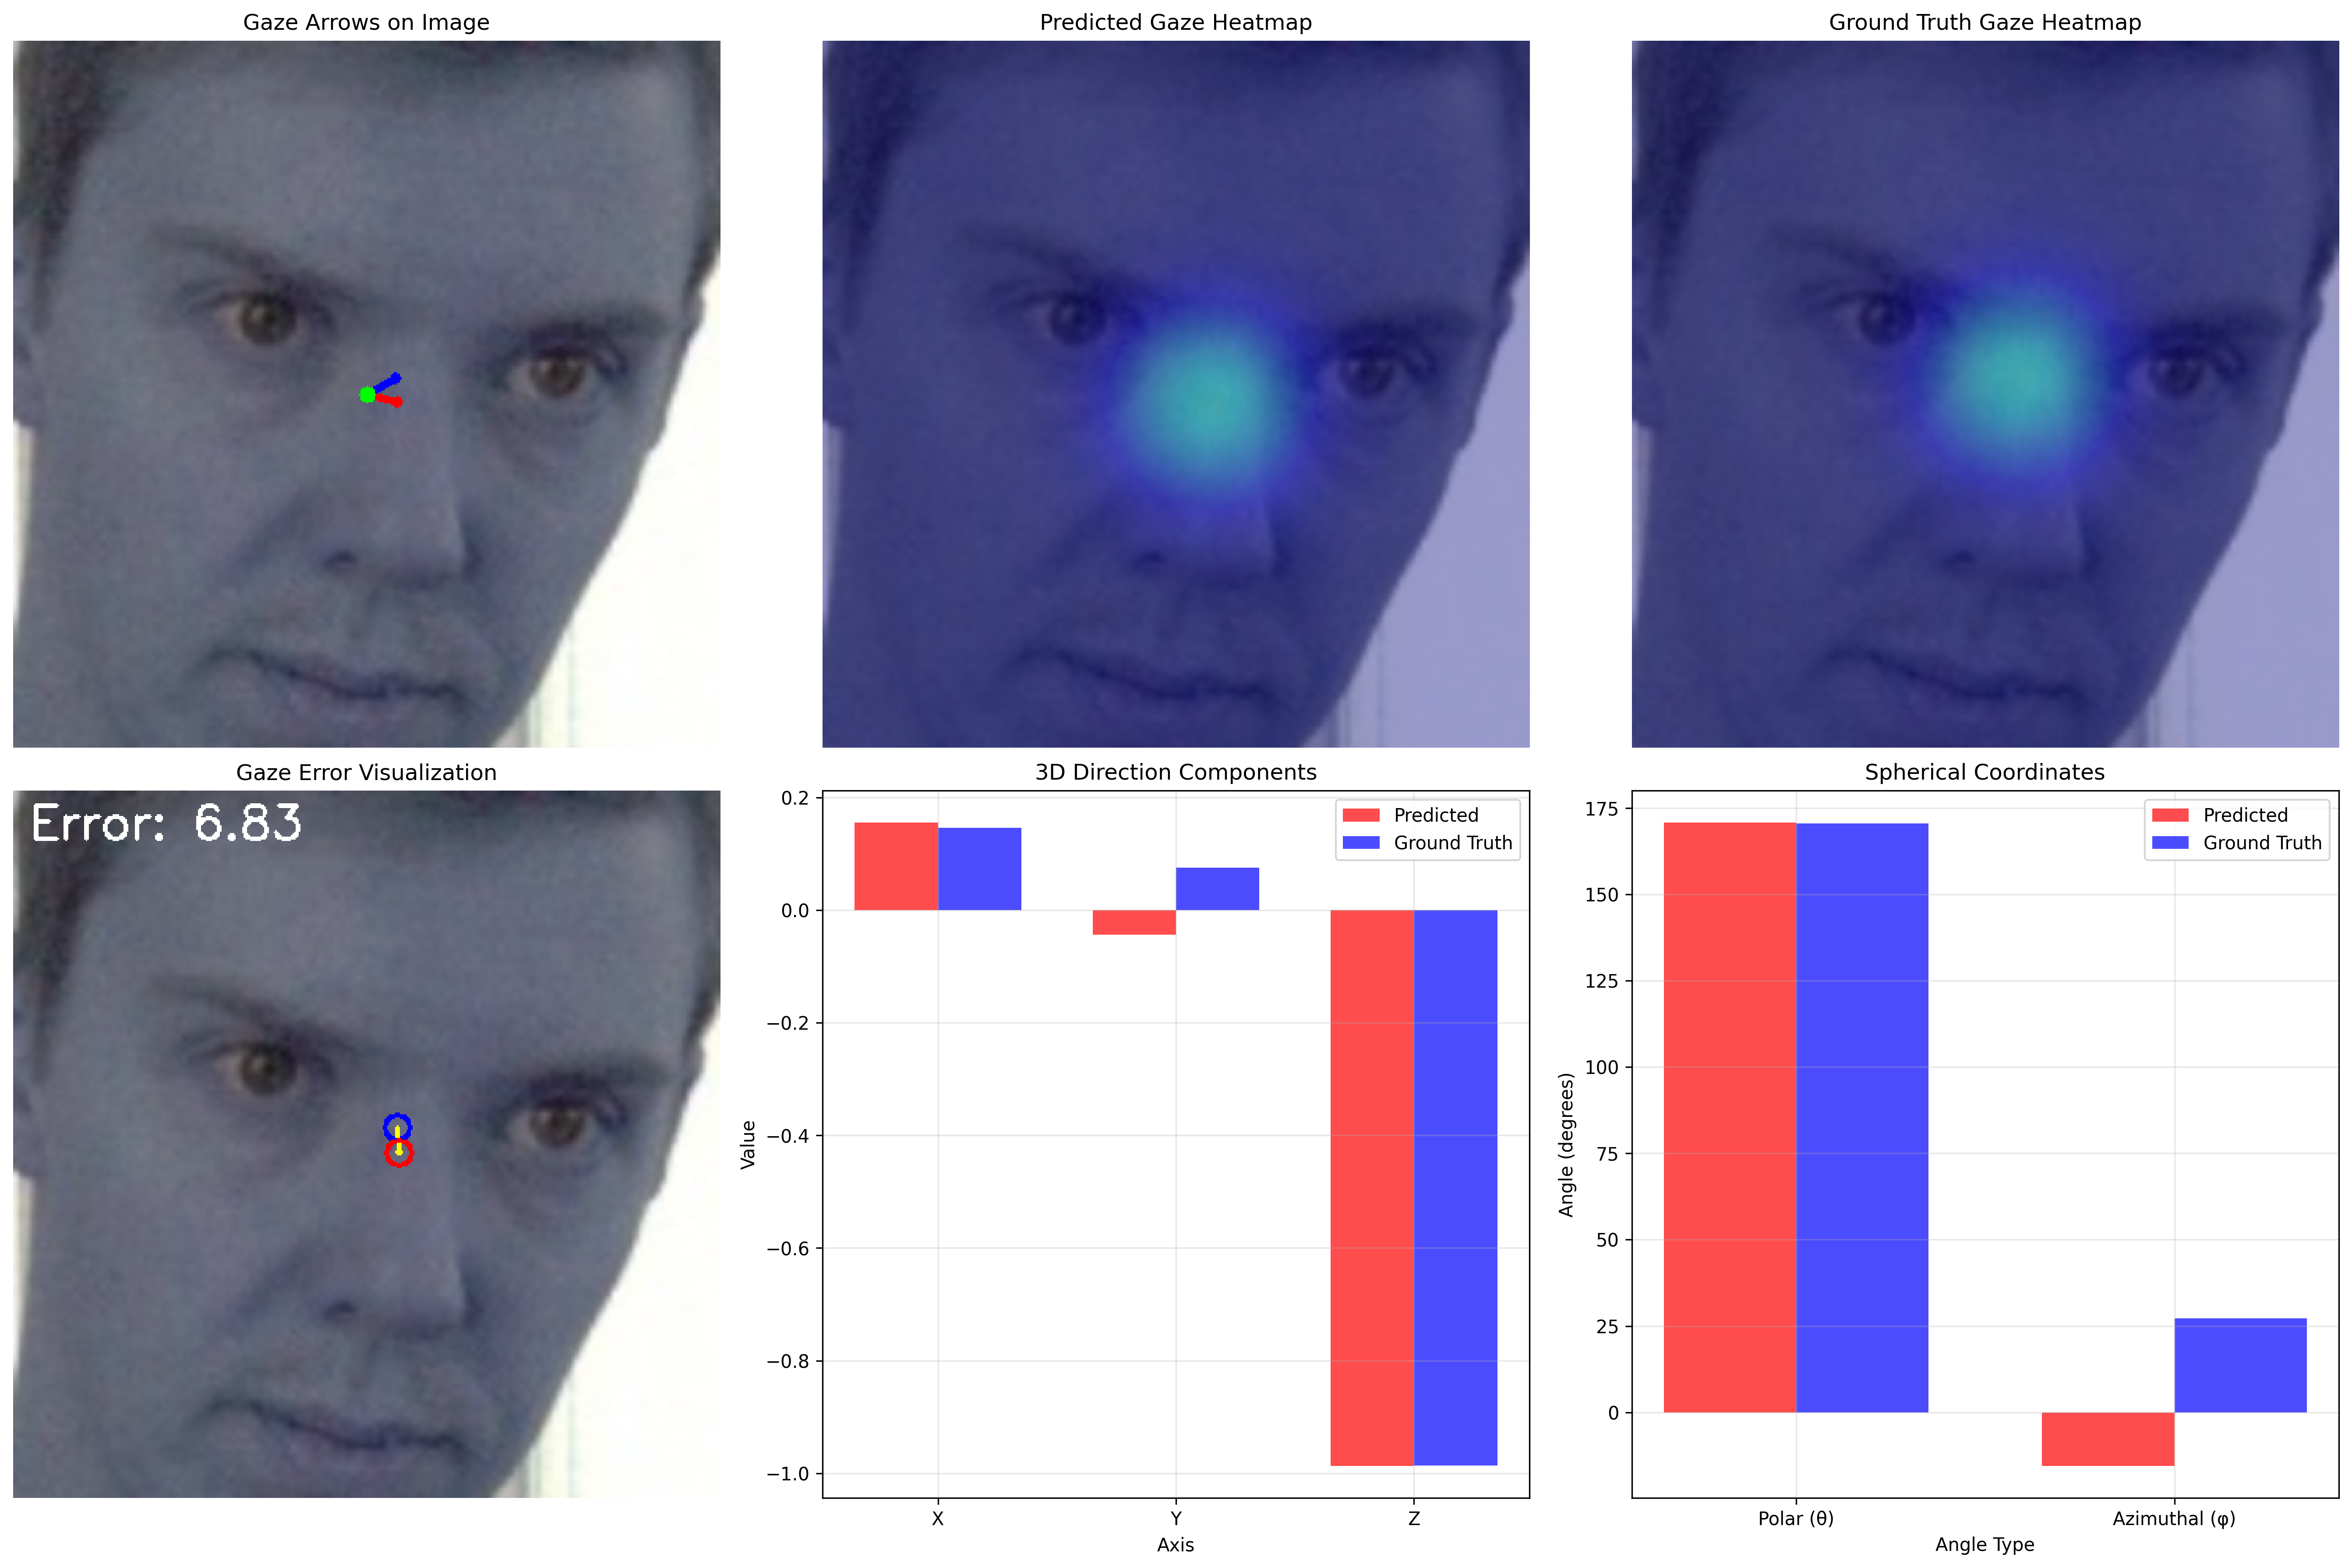 Gaze Arrows on Image
Predicted Gaze Heatmap
Ground Truth Gaze Heatmap
Gaze Error Visualization
Error: 6.83
3D Direction Components
Predicted
Ground Truth
0.2
0.0
−0.2
−0.4
−0.6
−0.8
−1.0
Value
X
Y
Z
Axis
Spherical Coordinates
Predicted
Ground Truth
175
150
125
100
75
50
25
0
Angle (degrees)
Polar (θ)
Azimuthal (φ)
Angle Type